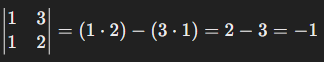 |1 3|
|1 2| = (1 · 2) − (3 · 1) = 2 − 3 = −1